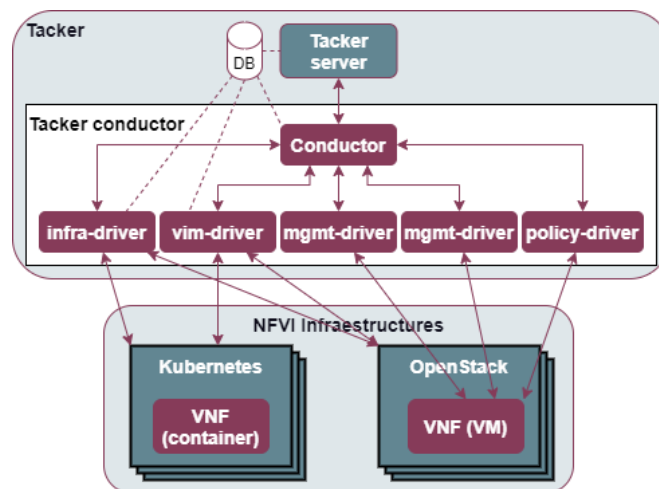 Tacker
DB
Tacker
server
Tacker conductor
Conductor
infra-driver
vim-driver
mgmt-driver
mgmt-driver
policy-driver
NFVI Infraestructures
Kubernetes
OpenStack
VNF
(container)
VNF (VM)